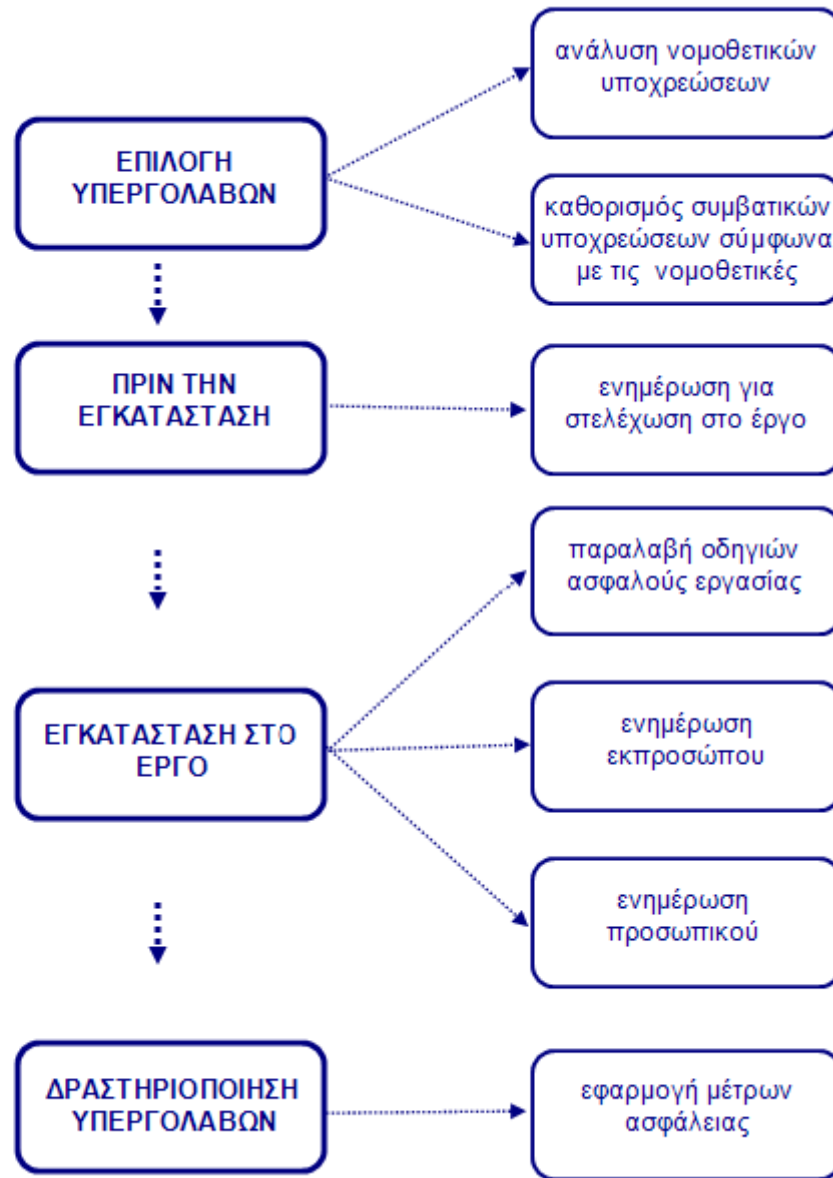 ΕΠΙΛΟΓΗ
ΥΠΕΡΓΟΛΑΒΩΝ
ανάλυση νομοθετικών
υποχρεώσεων
καθορισμός συμβατικών
υποχρεώσεων σύμφωνα
με τις νομοθετικές
ΠΡΙΝ ΤΗΝ
ΕΓΚΑΤΑΣΤΑΣΗ
ενημέρωση για
στελέχωση στο έργο
ΕΓΚΑΤΑΣΤΑΣΗ ΣΤΟ
ΕΡΓΟ
παραλαβή οδηγιών
ασφαλούς εργασίας
ενημέρωση
εκπροσώπου
ενημέρωση
προσωπικού
ΔΡΑΣΤΗΡΙΟΠΟΙΗΣΗ
ΥΠΕΡΓΟΛΑΒΩΝ
εφαρμογή μέτρων
ασφάλειας